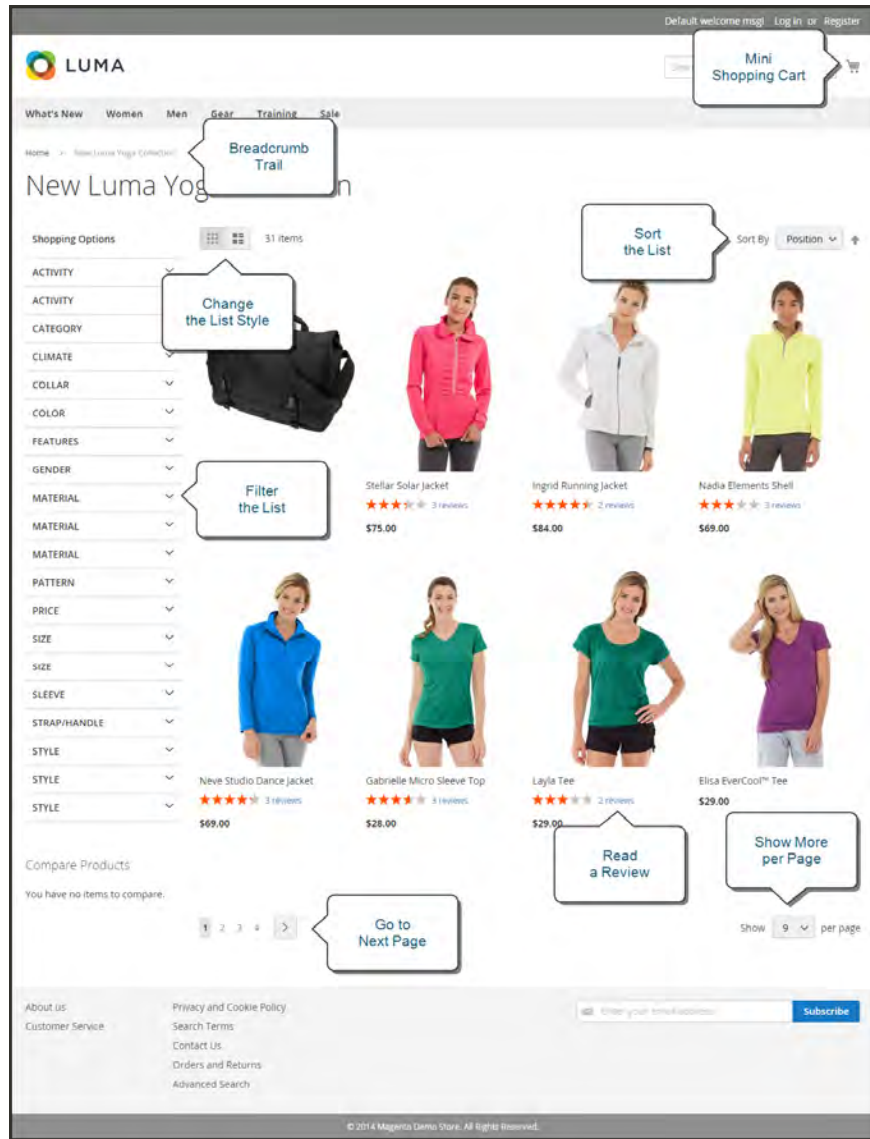 Default welcome msg! Log in or Register
LUMA
Mini
Shopping Cart
What's New Women Men Gear Training Sale
Home > New Luma Yoga Collection
Breadcrumb
Trail
New Luma Yog n
Shopping Options
31 items
Sort
the List
Sort By Position
ACTIVITY
ACTIVITY
CATEGORY
CLIMATE
COLLAR
COLOR
FEATURES
GENDER
MATERIAL
MATERIAL
MATERIAL
PATTERN
PRICE
SIZE
SIZE
SLEEVE
STRAP/HANDLE
STYLE
STYLE
STYLE
Change
the List Style
Filter
the List
Stellar Solar Jacket
3 reviews
$75.00
Ingrid Running Jacket
2 reviews
$84.00
Nadia Elements Shell
3 reviews
$69.00
Neve Studio Dance Jacket
3 reviews
$69.00
Gabrielle Micro Sleeve Top
3 reviews
$28.00
Layla Tee
2 reviews
$29.00
Elisa EverCool™ Tee
$29.00
Read
a Review
Show More
per Page
Compare Products
You have no items to compare.
1 2 3 4 >
Go to
Next Page
Show 9 per page
About us
Customer Service
Privacy and Cookie Policy
Search Terms
Contact Us
Orders and Returns
Advanced Search
Enter your email address
Subscribe
© 2014 Magento Demo Store. All Rights Reserved.